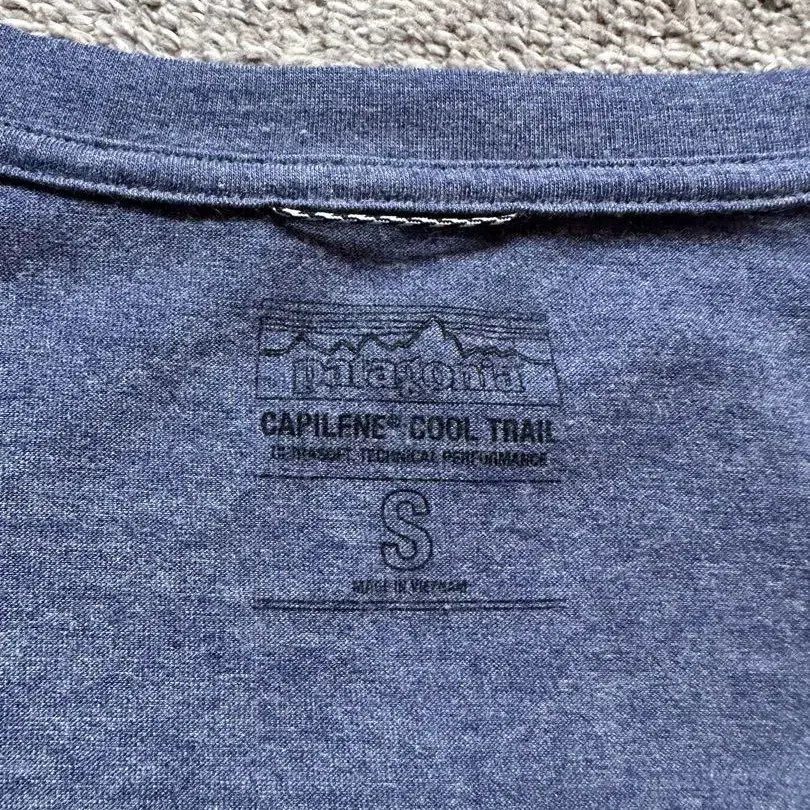 patagonia
CAPILENE® COOL TRAIL
ULTRASOFT, TECHNICAL PERFORMANCE
S
MADE IN VIETNAM